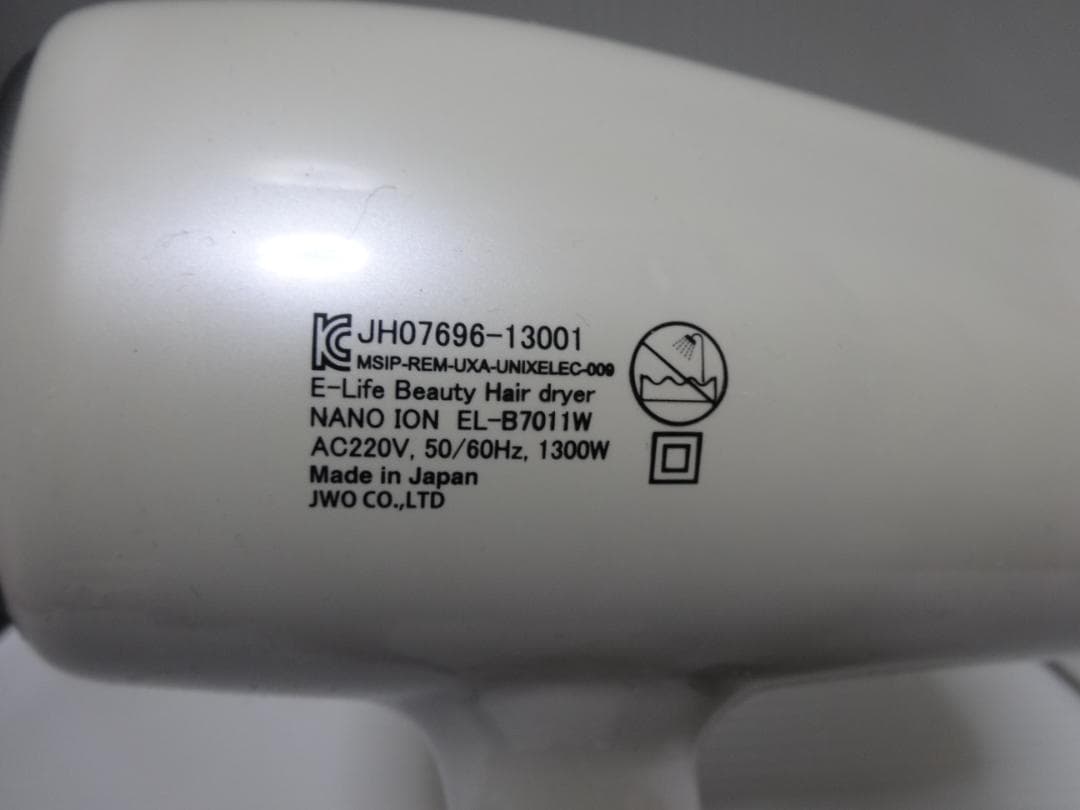 KC JH07696-13001
MSIP-REM-UXA-UNIXELEC-009
E-Life Beauty Hair dryer
NANO ION EL-B7011W
AC220V, 50/60Hz, 1300W
Made in Japan
JWO CO.,LTD